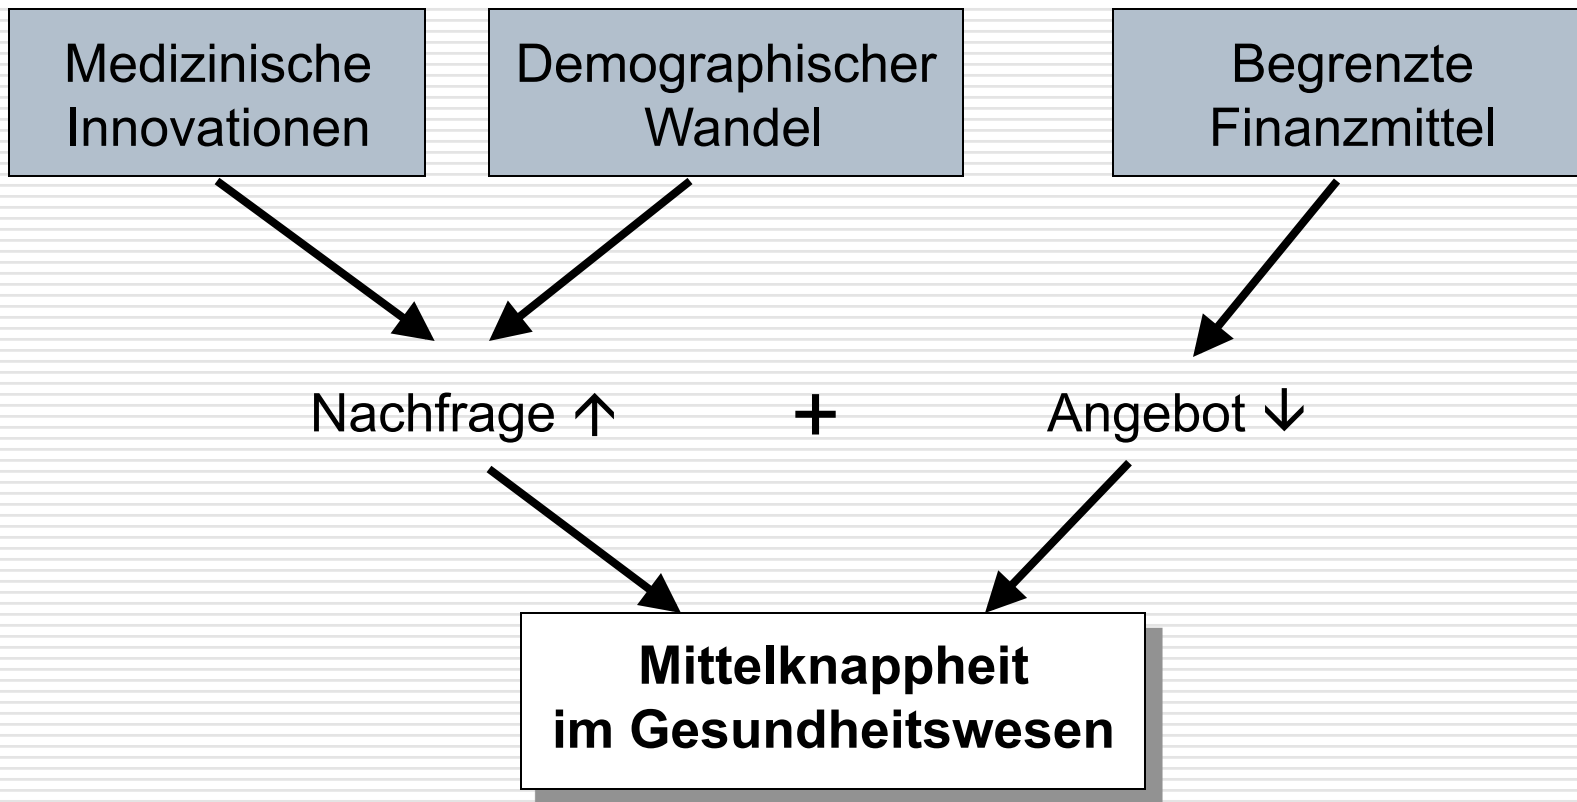 Medizinische
Innovationen
Demographischer
Wandel
Begrenzte
Finanzmittel
Nachfrage ↑ + Angebot ↓
Mittelknappheit
im Gesundheitswesen